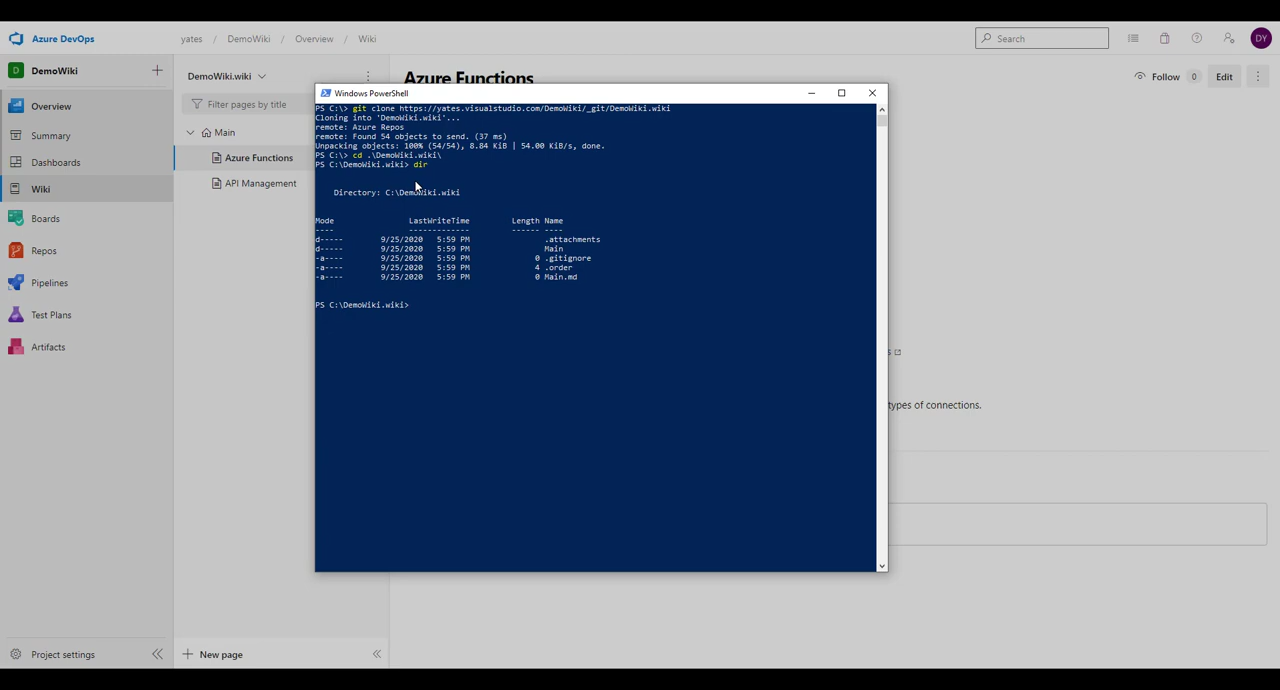 Azure DevOps
yates / DemoWiki / Overview / Wiki
Search
DY
D DemoWiki
Overview
Summary
Dashboards
Wiki
Boards
Repos
Pipelines
Test Plans
Artifacts
Project settings
DemoWiki.wiki
Filter pages by title
Main
Azure Functions
API Management
New page
Azure Functions
Follow 0 Edit
Windows PowerShell
PS C:\> git clone https://yates.visualstudio.com/DemoWiki/_git/DemoWiki.wiki
Cloning into 'DemoWiki.wiki'...
remote: Azure Repos
remote: Found 54 objects to send. (37 ms)
Unpacking objects: 100% (54/54), 8.84 KiB | 54.00 KiB/s, done.
PS C:\> cd .\DemoWiki.wiki\
PS C:\DemoWiki.wiki> dir
Directory: C:\DemoWiki.wiki
Mode LastWriteTime Length Name
---- ------------- ------ ----
d----- 9/25/2020 5:59 PM .attachments
d----- 9/25/2020 5:59 PM Main
-a---- 9/25/2020 5:59 PM 0 .gitignore
-a---- 9/25/2020 5:59 PM 4 .order
-a---- 9/25/2020 5:59 PM 0 Main.md
PS C:\DemoWiki.wiki>
s
types of connections.